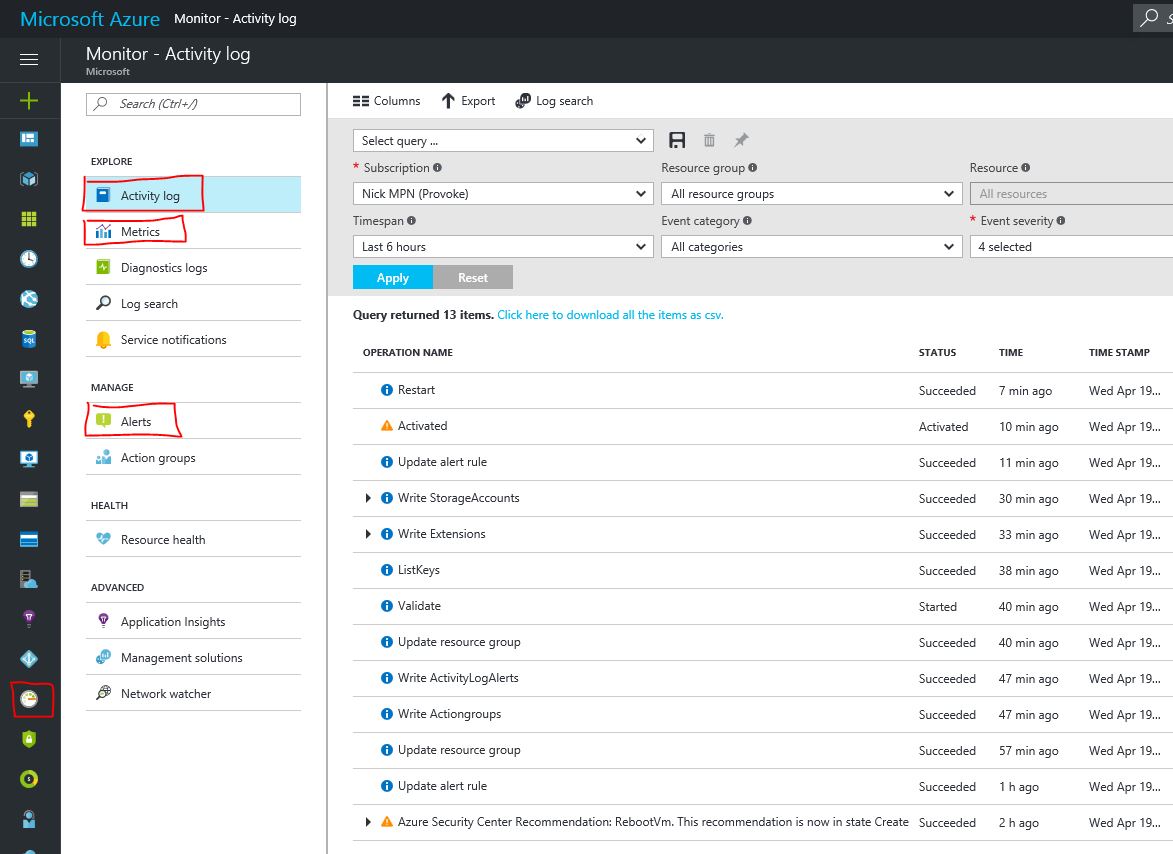 Microsoft Azure Monitor - Activity log
Monitor - Activity log
Microsoft
Search (Ctrl+/)
EXPLORE
Activity log
Metrics
Diagnostics logs
Log search
Service notifications
MANAGE
Alerts
Action groups
HEALTH
Resource health
ADVANCED
Application Insights
Management solutions
Network watcher
Columns Export Log search
Select query ...
* Subscription Resource group Resource
Nick MPN (Provoke) All resource groups All resources
Timespan Event category * Event severity
Last 6 hours All categories 4 selected
Apply Reset
Query returned 13 items. Click here to download all the items as csv.
OPERATION NAME STATUS TIME TIME STAMP
Restart Succeeded 7 min ago Wed Apr 19...
Activated Activated 10 min ago Wed Apr 19...
Update alert rule Succeeded 11 min ago Wed Apr 19...
Write StorageAccounts Succeeded 30 min ago Wed Apr 19...
Write Extensions Succeeded 33 min ago Wed Apr 19...
ListKeys Succeeded 38 min ago Wed Apr 19...
Validate Started 40 min ago Wed Apr 19...
Update resource group Succeeded 40 min ago Wed Apr 19...
Write ActivityLogAlerts Succeeded 47 min ago Wed Apr 19...
Write Actiongroups Succeeded 47 min ago Wed Apr 19...
Update resource group Succeeded 57 min ago Wed Apr 19...
Update alert rule Succeeded 1 h ago Wed Apr 19...
Azure Security Center Recommendation: RebootVm. This recommendation is now in state Create Succeeded 2 h ago Wed Apr 19...